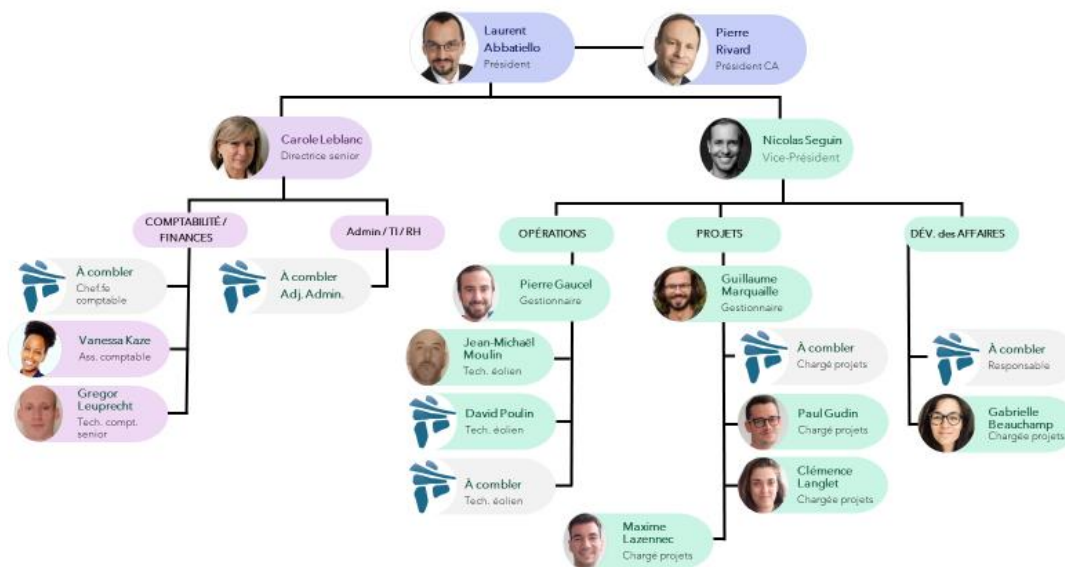 Laurent
Abbatiello
Président
Pierre
Rivard
Président CA
Carole Leblanc
Directrice senior
Nicolas Seguin
Vice-Président
COMPTABILITÉ /
FINANCES
Admin / TI / RH
OPÉRATIONS
PROJETS
DÉV. des AFFAIRES
À combler
Chef.fe
comptable
À combler
Adj. Admin.
Pierre Gaucel
Gestionnaire
Guillaume
Marquaille
Gestionnaire
Vanessa Kaze
Ass. comptable
Jean-Michaël
Moulin
Tech. éolien
À combler
Chargé projets
À combler
Responsable
Gregor
Leuprecht
Tech. compt.
senior
David Poulin
Tech. éolien
Paul Gudin
Chargé projets
Gabrielle
Beauchamp
Chargée projets
À combler
Tech. éolien
Clémence
Langlet
Chargée projets
Maxime
Lazennec
Chargé projets